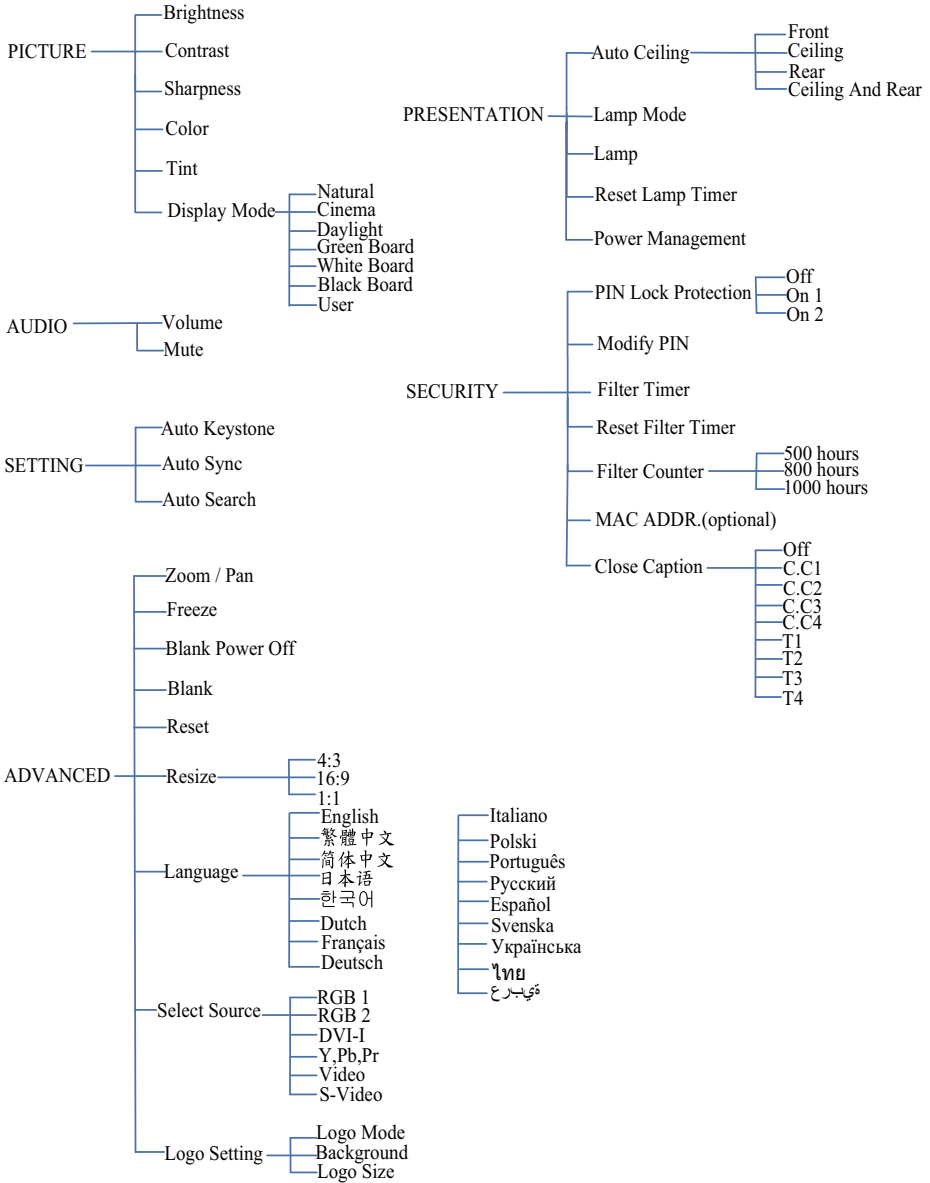 PICTURE
Brightness
Contrast
Sharpness
Color
Tint
Display Mode
Natural
Cinema
Daylight
Green Board
White Board
Black Board
User
AUDIO
Volume
Mute
SETTING
Auto Keystone
Auto Sync
Auto Search
ADVANCED
Zoom / Pan
Freeze
Blank Power Off
Blank
Reset
Resize
4:3
16:9
1:1
Language
English
繁體中文
简体中文
日本语
한국어
Dutch
Français
Deutsch
Italiano
Polski
Português
Русский
Español
Svenska
Українська
ไทย
ةيبرع
Select Source
RGB 1
RGB 2
DVI-I
Y,Pb,Pr
Video
S-Video
Logo Setting
Logo Mode
Background
Logo Size
PRESENTATION
Auto Ceiling
Front
Ceiling
Rear
Ceiling And Rear
Lamp Mode
Lamp
Reset Lamp Timer
Power Management
SECURITY
PIN Lock Protection
Off
On 1
On 2
Modify PIN
Filter Timer
Reset Filter Timer
Filter Counter
500 hours
800 hours
1000 hours
MAC ADDR.(optional)
Close Caption
Off
C.C1
C.C2
C.C3
C.C4
T1
T2
T3
T4